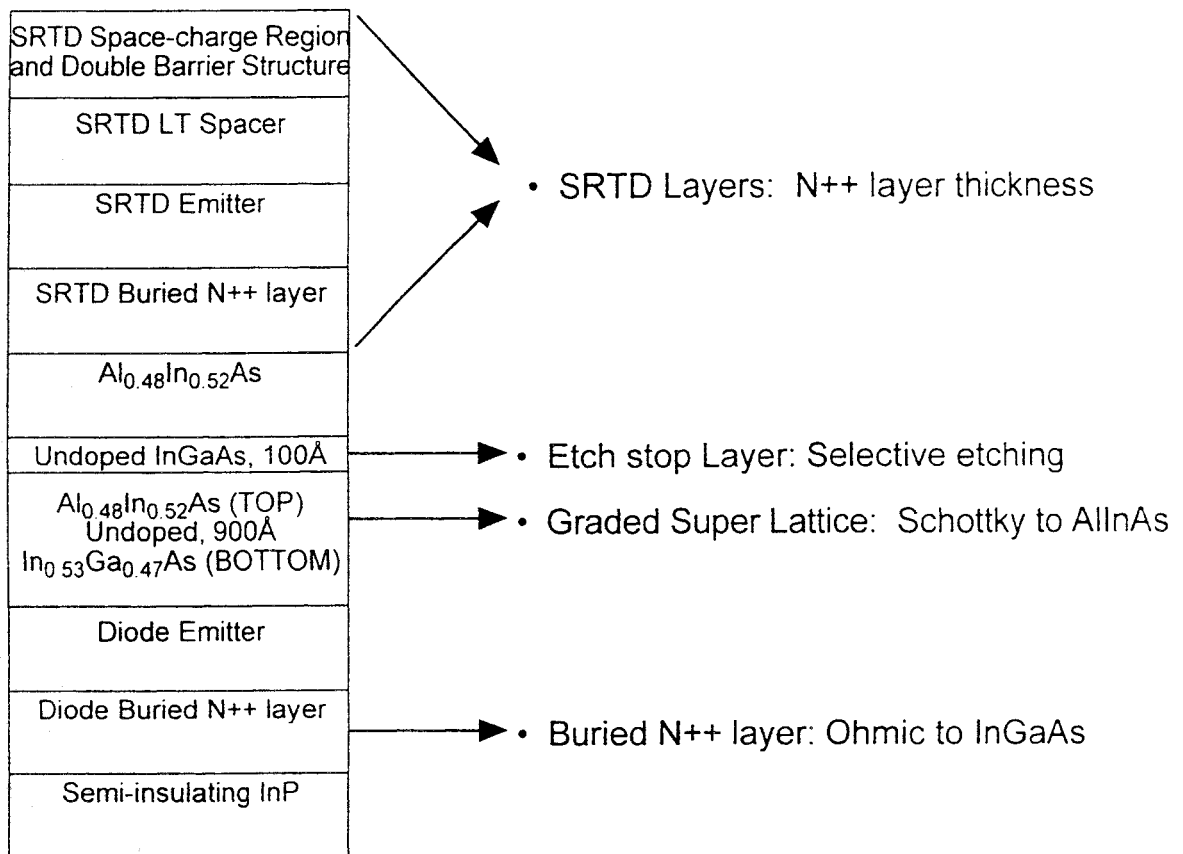 SRTD Space-charge Region
and Double Barrier Structure
SRTD LT Spacer
SRTD Emitter
SRTD Buried N++ layer
Al0.48In0.52As
Undoped InGaAs, 100Å
Al0.48In0.52As (TOP)
Undoped, 900Å
In0.53Ga0.47As (BOTTOM)
Diode Emitter
Diode Buried N++ layer
Semi-insulating InP
• SRTD Layers: N++ layer thickness
• Etch stop Layer: Selective etching
• Graded Super Lattice: Schottky to AlInAs
• Buried N++ layer: Ohmic to InGaAs